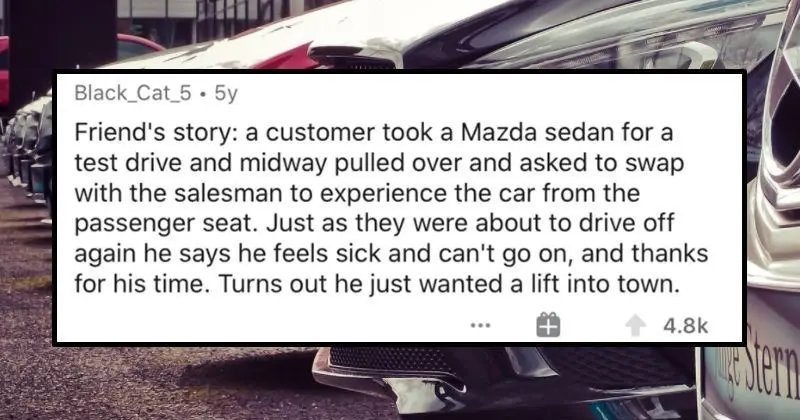 Black_Cat_5 • 5y
Friend's story: a customer took a Mazda sedan for a
test drive and midway pulled over and asked to swap
with the salesman to experience the car from the
passenger seat. Just as they were about to drive off
again he says he feels sick and can't go on, and thanks
for his time. Turns out he just wanted a lift into town.
4.8k
Stern